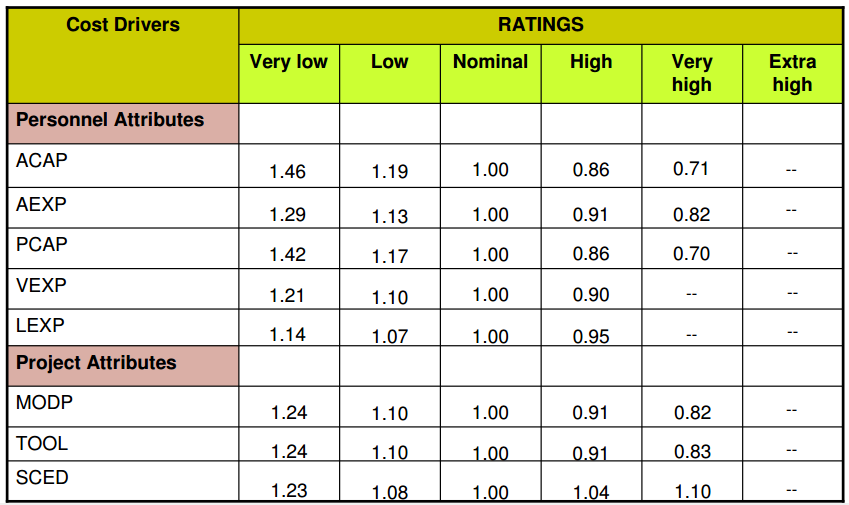 Cost Drivers RATINGS
Very low Low Nominal High Very high Extra high
Personnel Attributes
ACAP 1.46 1.19 1.00 0.86 0.71 --
AEXP 1.29 1.13 1.00 0.91 0.82 --
PCAP 1.42 1.17 1.00 0.86 0.70 --
VEXP 1.21 1.10 1.00 0.90 -- --
LEXP 1.14 1.07 1.00 0.95 -- --
Project Attributes
MODP 1.24 1.10 1.00 0.91 0.82 --
TOOL 1.24 1.10 1.00 0.91 0.83 --
SCED 1.23 1.08 1.00 1.04 1.10 --